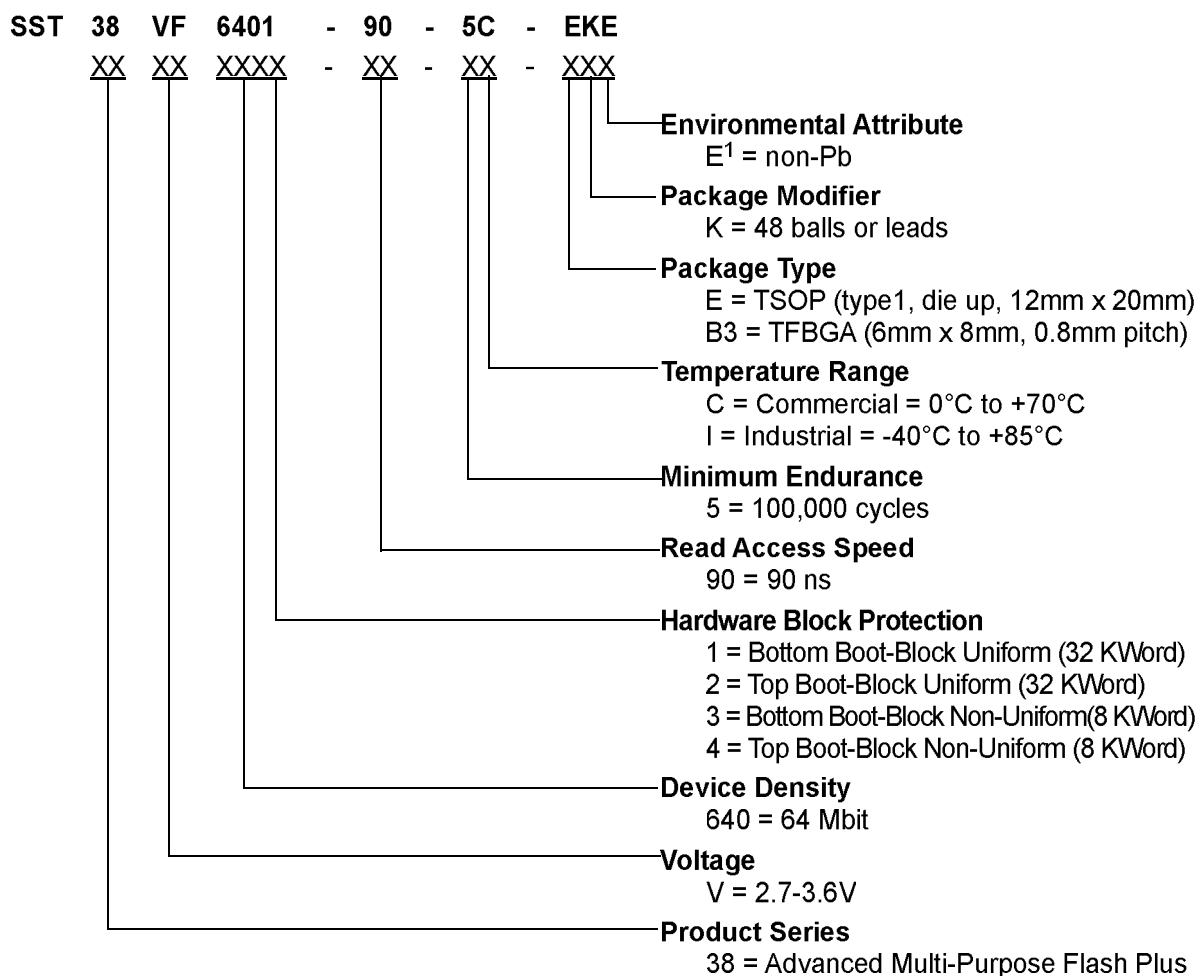 SST 38 VF 6401 - 90 - 5C - EKE
XX XX XXXX - XX - XX - XXX
Environmental Attribute
E1 = non-Pb
Package Modifier
K = 48 balls or leads
Package Type
E = TSOP (type1, die up, 12mm x 20mm)
B3 = TFBGA (6mm x 8mm, 0.8mm pitch)
Temperature Range
C = Commercial = 0°C to +70°C
I = Industrial = -40°C to +85°C
Minimum Endurance
5 = 100,000 cycles
Read Access Speed
90 = 90 ns
Hardware Block Protection
1 = Bottom Boot-Block Uniform (32 KWord)
2 = Top Boot-Block Uniform (32 KWord)
3 = Bottom Boot-Block Non-Uniform(8 KWord)
4 = Top Boot-Block Non-Uniform (8 KWord)
Device Density
640 = 64 Mbit
Voltage
V = 2.7-3.6V
Product Series
38 = Advanced Multi-Purpose Flash Plus